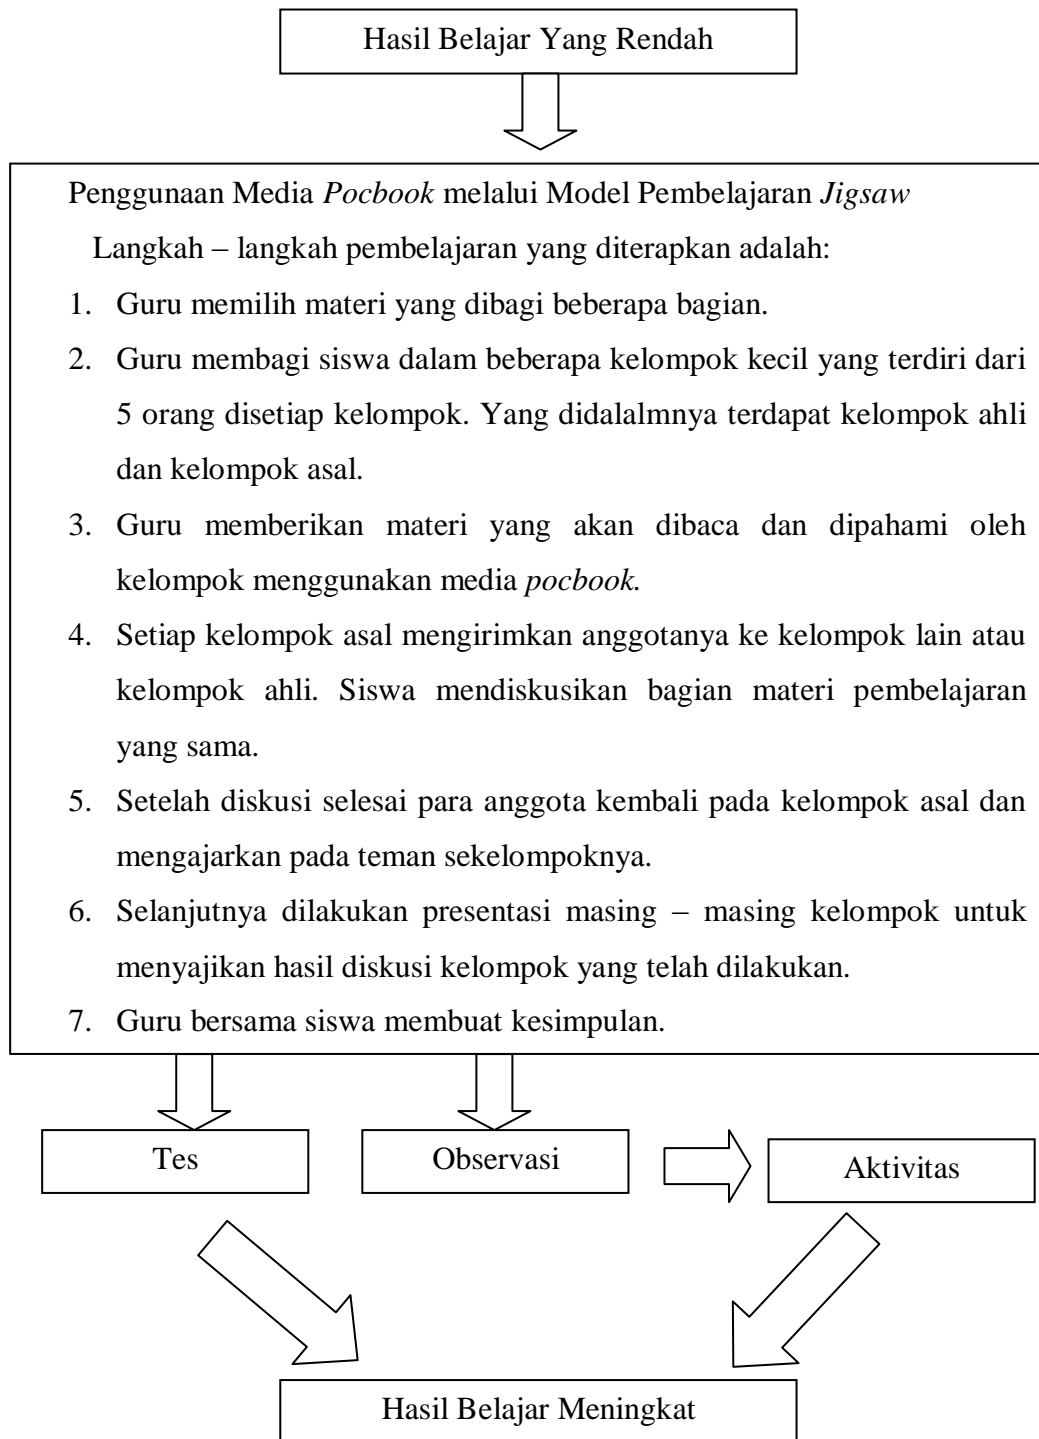 Hasil Belajar Yang Rendah
Penggunaan Media Pocbook melalui Model Pembelajaran Jigsaw
Langkah – langkah pembelajaran yang diterapkan adalah:
1. Guru memilih materi yang dibagi beberapa bagian.
2. Guru membagi siswa dalam beberapa kelompok kecil yang terdiri dari
5 orang disetiap kelompok. Yang didalalmnya terdapat kelompok ahli
dan kelompok asal.
3. Guru memberikan materi yang akan dibaca dan dipahami oleh
kelompok menggunakan media pocbook.
4. Setiap kelompok asal mengirimkan anggotanya ke kelompok lain atau
kelompok ahli. Siswa mendiskusikan bagian materi pembelajaran
yang sama.
5. Setelah diskusi selesai para anggota kembali pada kelompok asal dan
mengajarkan pada teman sekelompoknya.
6. Selanjutnya dilakukan presentasi masing – masing kelompok untuk
menyajikan hasil diskusi kelompok yang telah dilakukan.
7. Guru bersama siswa membuat kesimpulan.
Tes
Observasi
Aktivitas
Hasil Belajar Meningkat